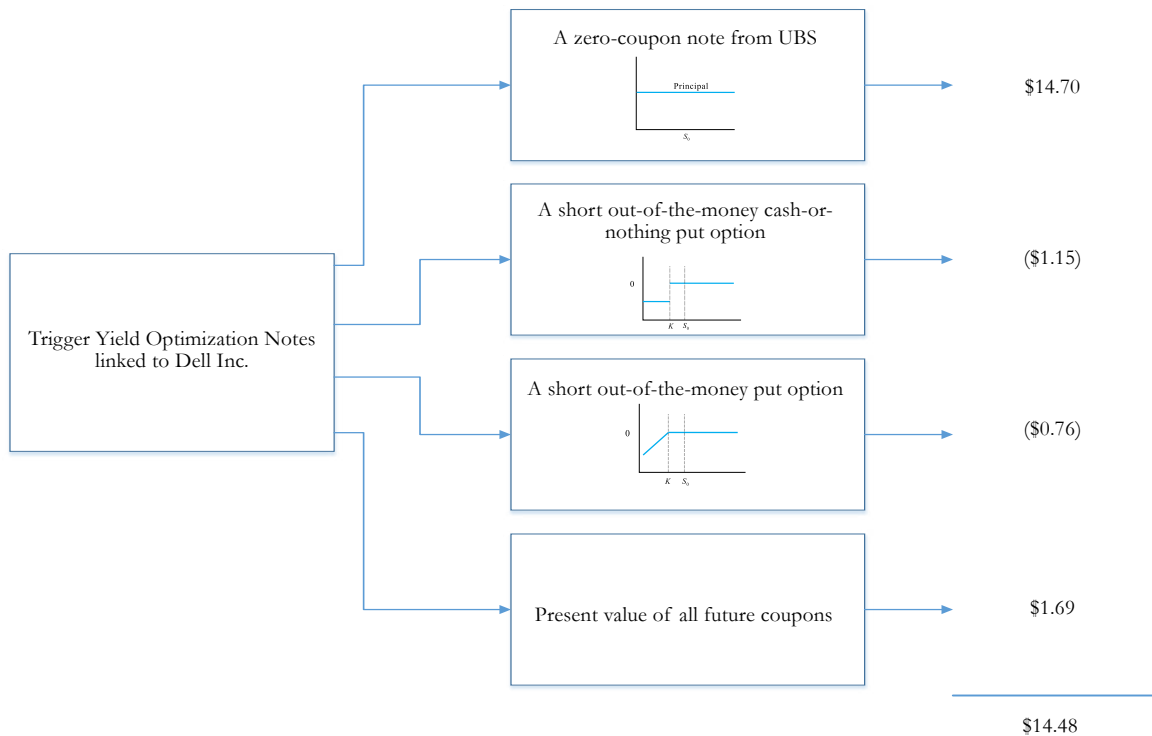 A zero-coupon note from UBS
Principal
S0
$14.70
A short out-of-the-money cash-or-
nothing put option
0
K S0
($1.15)
Trigger Yield Optimization Notes
linked to Dell Inc.
A short out-of-the-money put option
0
K S0
($0.76)
Present value of all future coupons
$1.69
$14.48